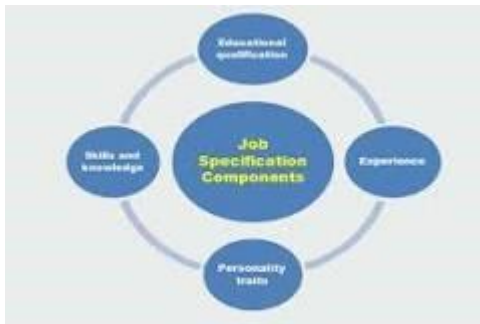 Educational
qualification
Skills and
knowledge
Job
Specification
Components
Experience
Personality
traits